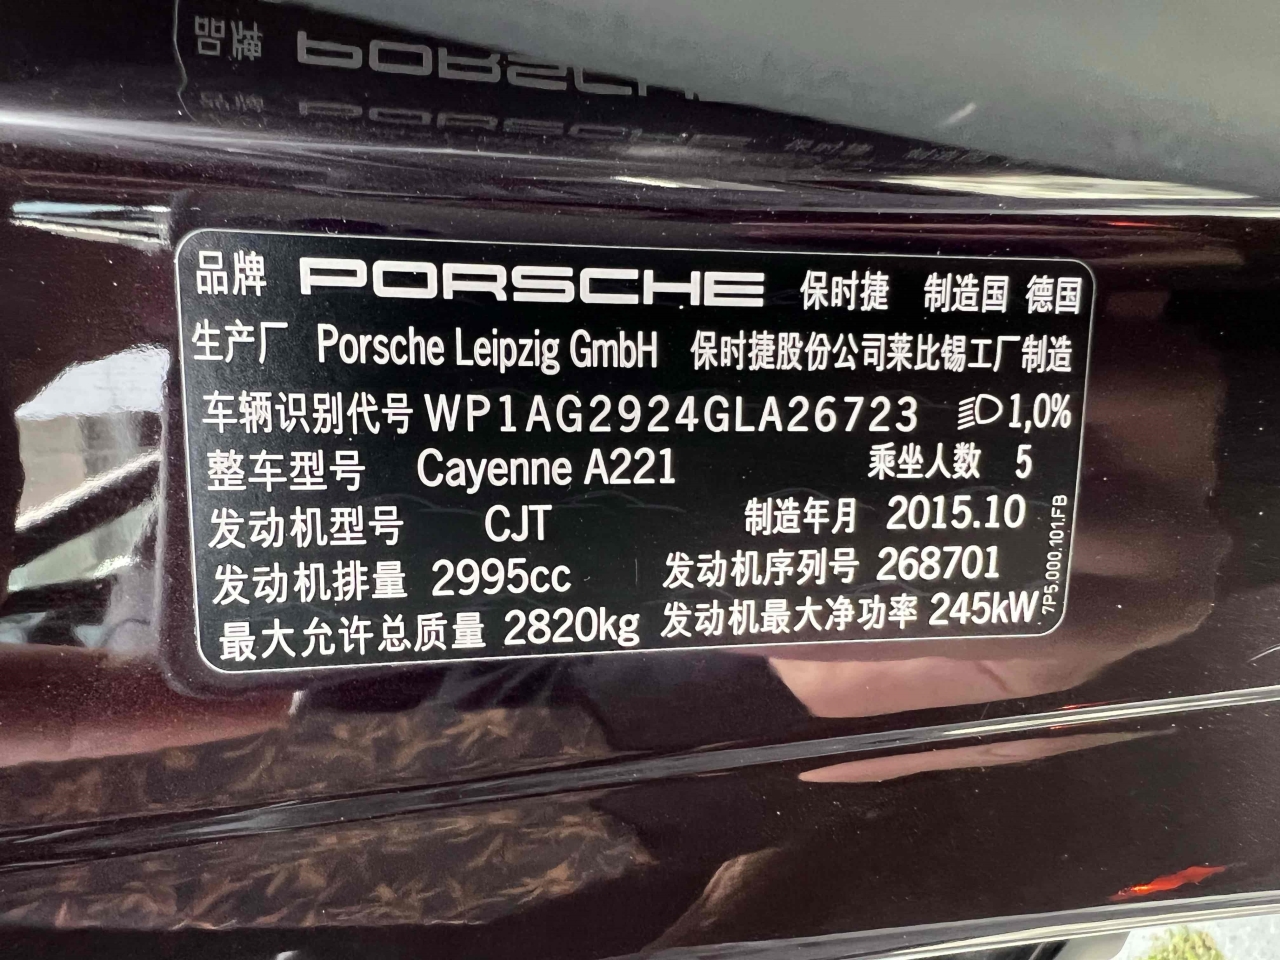 品牌 PORSCHE 保时捷 制造国 德国
生产厂 Porsche Leipzig GmbH 保时捷股份公司莱比锡工厂制造
车辆识别代号 WP1AG2924GLA26723 1,0%
整车型号 Cayenne A221 乘坐人数 5
发动机型号 CJT 制造年月 2015.10
发动机排量 2995cc 发动机序列号 268701
最大允许总质量 2820kg 发动机最大净功率 245kW
7P5.000.101.FB